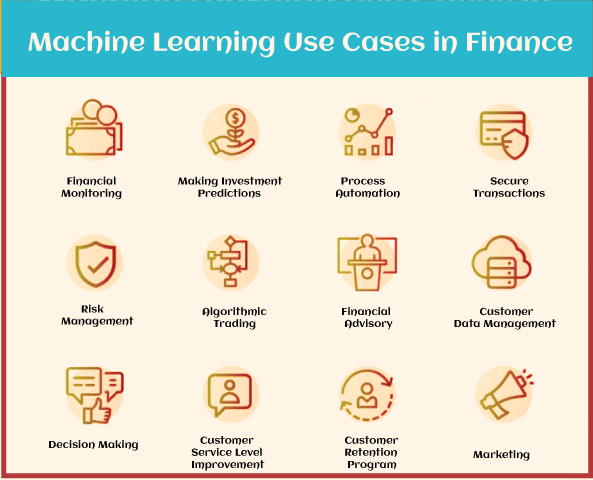 Machine Learning Use Cases in Finance
Financial
Monitoring
Making Investment
Predictions
Process
Automation
Secure
Transactions
Risk
Management
Algorithmic
Trading
Financial
Advisory
Customer
Data Management
Decision Making
Customer
Service Level
Improvement
Customer
Retention
Program
Marketing